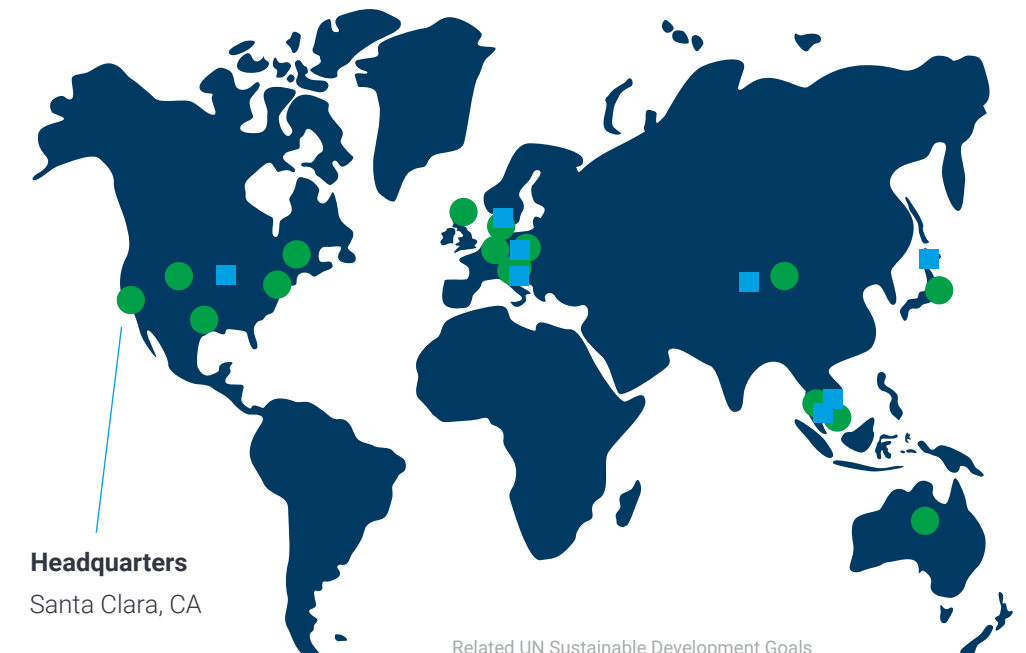 Headquarters
Santa Clara, CA
Related UN Sustainable Development Goals